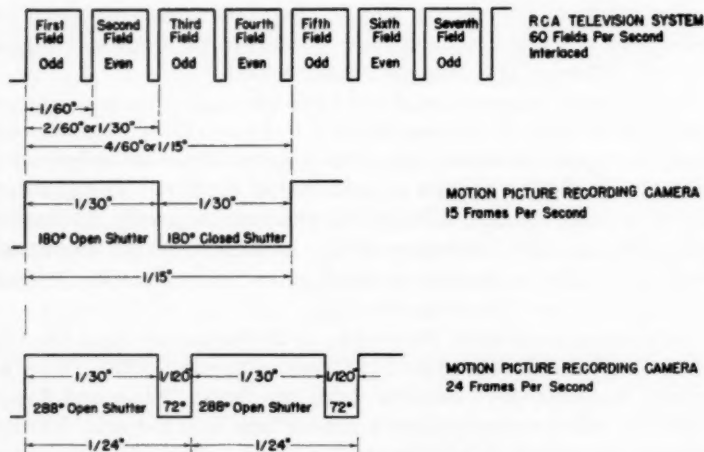 First Field Odd
Second Field Even
Third Field Odd
Fourth Field Even
Fifth Field Odd
Sixth Field Even
Seventh Field Odd
RCA TELEVISION SYSTEM
60 Fields Per Second
Interlaced
1/60"
2/60" or 1/30"
4/60" or 1/15"
1/30" 1/30"
180° Open Shutter 180° Closed Shutter
1/15"
MOTION PICTURE RECORDING CAMERA
15 Frames Per Second
1/30" 1/120" 1/30" 1/120"
288° Open Shutter 72° 288° Open Shutter 72°
1/24" 1/24"
MOTION PICTURE RECORDING CAMERA
24 Frames Per Second